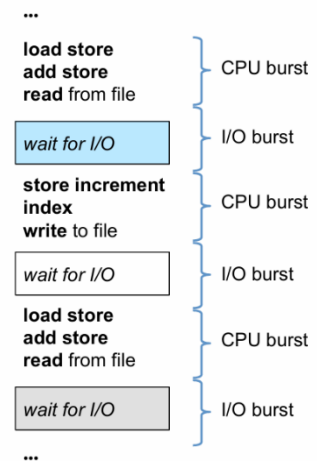 ...
load store
add store
read from file
CPU burst
wait for I/O
I/O burst
store increment
index
write to file
CPU burst
wait for I/O
I/O burst
load store
add store
read from file
CPU burst
wait for I/O
I/O burst
...